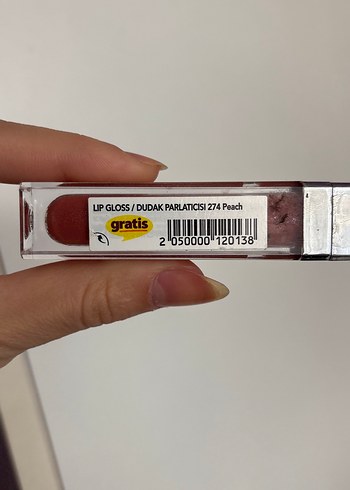 LIP GLOSS / DUDAK PARLATICISI 274 Peach
gratis
2 050000 120138